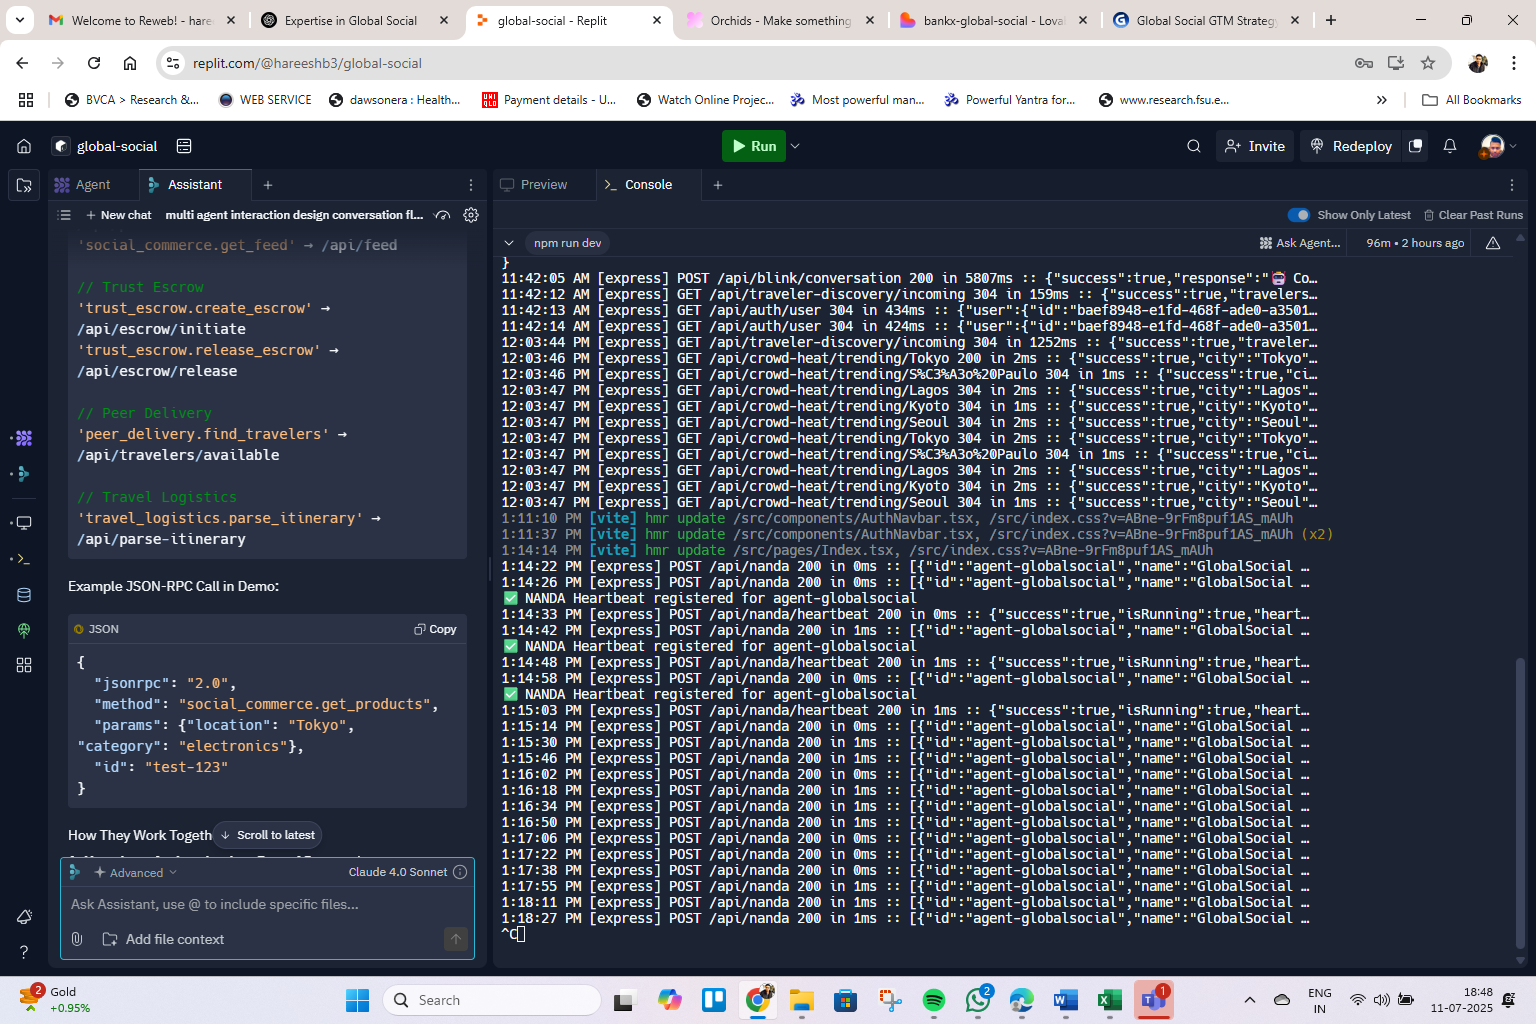 Welcome to Reweb! - hare
Expertise in Global Social
global-social - Replit
Orchids - Make something
bankx-global-social - Lova
Global Social GTM Strateg
replit.com/@hareeshb3/global-social
BVCA > Research &...
WEB SERVICE
dawsonera : Health...
Payment details - U...
Watch Online Projec...
Most powerful man...
Powerful Yantra for...
www.research.fsu.e...
All Bookmarks
global-social
Run
Invite
Redeploy
Agent
Assistant
Preview
Console
New chat
multi agent interaction design conversation fl...
Show Only Latest
Clear Past Runs
npm run dev
Ask Agent...
96m • 2 hours ago
'social_commerce.get_feed' → /api/feed
// Trust Escrow
'trust_escrow.create_escrow' →
/api/escrow/initiate
'trust_escrow.release_escrow' →
/api/escrow/release
// Peer Delivery
'peer_delivery.find_travelers' →
/api/travelers/available
// Travel Logistics
'travel_logistics.parse_itinerary' →
/api/parse-itinerary
Example JSON-RPC Call in Demo:
JSON
Copy
{
"jsonrpc": "2.0",
"method": "social_commerce.get_products",
"params": {"location": "Tokyo",
"category": "electronics"},
"id": "test-123"
}
How They Work Togeth
Scroll to latest
Advanced
Claude 4.0 Sonnet
Ask Assistant, use @ to include specific files...
Add file context
}
11:42:05 AM [express] POST /api/blink/conversation 200 in 5807ms :: {"success":true,"response":"🤖 Co…
11:42:12 AM [express] GET /api/traveler-discovery/incoming 304 in 159ms :: {"success":true,"travelers…
11:42:13 AM [express] GET /api/auth/user 304 in 434ms :: {"user":{"id":"baef8948-e1fd-468f-ade0-a3501…
11:42:14 AM [express] GET /api/auth/user 304 in 424ms :: {"user":{"id":"baef8948-e1fd-468f-ade0-a3501…
12:03:44 PM [express] GET /api/traveler-discovery/incoming 304 in 1252ms :: {"success":true,"traveler…
12:03:46 PM [express] GET /api/crowd-heat/trending/Tokyo 200 in 2ms :: {"success":true,"city":"Tokyo"…
12:03:46 PM [express] GET /api/crowd-heat/trending/S%C3%A3o%20Paulo 304 in 1ms :: {"success":true,"ci…
12:03:47 PM [express] GET /api/crowd-heat/trending/Lagos 304 in 2ms :: {"success":true,"city":"Lagos"…
12:03:47 PM [express] GET /api/crowd-heat/trending/Kyoto 304 in 1ms :: {"success":true,"city":"Kyoto"…
12:03:47 PM [express] GET /api/crowd-heat/trending/Seoul 304 in 2ms :: {"success":true,"city":"Seoul"…
12:03:47 PM [express] GET /api/crowd-heat/trending/Tokyo 304 in 2ms :: {"success":true,"city":"Tokyo"…
12:03:47 PM [express] GET /api/crowd-heat/trending/S%C3%A3o%20Paulo 304 in 1ms :: {"success":true,"ci…
12:03:47 PM [express] GET /api/crowd-heat/trending/Lagos 304 in 2ms :: {"success":true,"city":"Lagos"…
12:03:47 PM [express] GET /api/crowd-heat/trending/Kyoto 304 in 2ms :: {"success":true,"city":"Kyoto"…
12:03:47 PM [express] GET /api/crowd-heat/trending/Seoul 304 in 1ms :: {"success":true,"city":"Seoul"…
1:11:10 PM [vite] hmr update /src/components/AuthNavbar.tsx, /src/index.css?v=ABne-9rFm8puf1AS_mAUh
1:11:37 PM [vite] hmr update /src/components/AuthNavbar.tsx, /src/index.css?v=ABne-9rFm8puf1AS_mAUh (x2)
1:14:14 PM [vite] hmr update /src/pages/Index.tsx, /src/index.css?v=ABne-9rFm8puf1AS_mAUh
1:14:22 PM [express] POST /api/nanda 200 in 0ms :: [{"id":"agent-globalsocial","name":"GlobalSocial …
1:14:26 PM [express] POST /api/nanda 200 in 0ms :: [{"id":"agent-globalsocial","name":"GlobalSocial …
✅ NANDA Heartbeat registered for agent-globalsocial
1:14:33 PM [express] POST /api/nanda/heartbeat 200 in 0ms :: {"success":true,"isRunning":true,"heart…
1:14:42 PM [express] POST /api/nanda 200 in 1ms :: [{"id":"agent-globalsocial","name":"GlobalSocial …
✅ NANDA Heartbeat registered for agent-globalsocial
1:14:48 PM [express] POST /api/nanda/heartbeat 200 in 1ms :: {"success":true,"isRunning":true,"heart…
1:14:58 PM [express] POST /api/nanda 200 in 1ms :: [{"id":"agent-globalsocial","name":"GlobalSocial …
✅ NANDA Heartbeat registered for agent-globalsocial
1:15:03 PM [express] POST /api/nanda/heartbeat 200 in 1ms :: {"success":true,"isRunning":true,"heart…
1:15:14 PM [express] POST /api/nanda 200 in 0ms :: [{"id":"agent-globalsocial","name":"GlobalSocial …
1:15:30 PM [express] POST /api/nanda 200 in 1ms :: [{"id":"agent-globalsocial","name":"GlobalSocial …
1:15:46 PM [express] POST /api/nanda 200 in 1ms :: [{"id":"agent-globalsocial","name":"GlobalSocial …
1:16:02 PM [express] POST /api/nanda 200 in 0ms :: [{"id":"agent-globalsocial","name":"GlobalSocial …
1:16:18 PM [express] POST /api/nanda 200 in 1ms :: [{"id":"agent-globalsocial","name":"GlobalSocial …
1:16:34 PM [express] POST /api/nanda 200 in 1ms :: [{"id":"agent-globalsocial","name":"GlobalSocial …
1:16:50 PM [express] POST /api/nanda 200 in 1ms :: [{"id":"agent-globalsocial","name":"GlobalSocial …
1:17:06 PM [express] POST /api/nanda 200 in 0ms :: [{"id":"agent-globalsocial","name":"GlobalSocial …
1:17:22 PM [express] POST /api/nanda 200 in 0ms :: [{"id":"agent-globalsocial","name":"GlobalSocial …
1:17:38 PM [express] POST /api/nanda 200 in 0ms :: [{"id":"agent-globalsocial","name":"GlobalSocial …
1:17:55 PM [express] POST /api/nanda 200 in 1ms :: [{"id":"agent-globalsocial","name":"GlobalSocial …
1:18:11 PM [express] POST /api/nanda 200 in 1ms :: [{"id":"agent-globalsocial","name":"GlobalSocial …
1:18:27 PM [express] POST /api/nanda 200 in 1ms :: [{"id":"agent-globalsocial","name":"GlobalSocial …
^C
2
Gold
+0.95%
Search
2
1
ENG
IN
18:48
11-07-2025